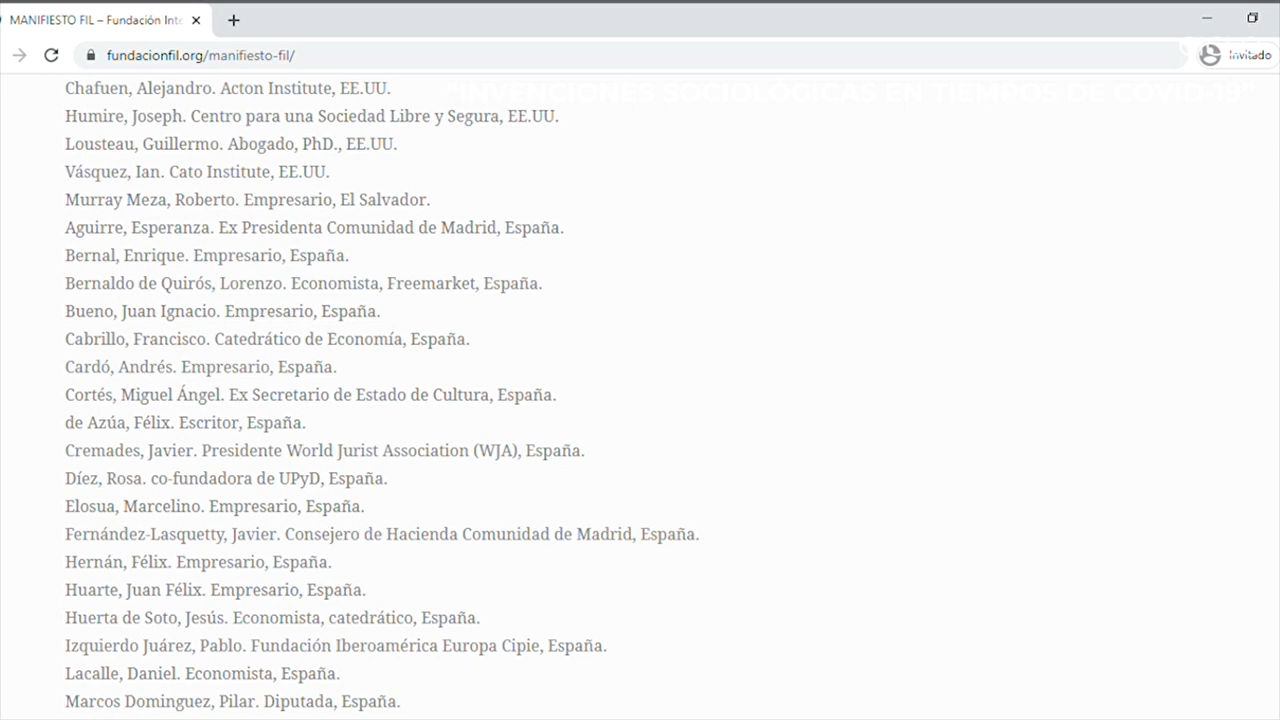 MANIFIESTO FIL – Fundación Inte
fundacionfil.org/manifiesto-fil/
Invitado
"INVENCIONES SOCIOLÓGICAS EN TIEMPOS DE COVID-19"
Chafuen, Alejandro. Acton Institute, EE.UU.
Humire, Joseph. Centro para una Sociedad Libre y Segura, EE.UU.
Lousteau, Guillermo. Abogado, PhD., EE.UU.
Vásquez, Ian. Cato Institute, EE.UU.
Murray Meza, Roberto. Empresario, El Salvador.
Aguirre, Esperanza. Ex Presidenta Comunidad de Madrid, España.
Bernal, Enrique. Empresario, España.
Bernaldo de Quirós, Lorenzo. Economista, Freemarket, España.
Bueno, Juan Ignacio. Empresario, España.
Cabrillo, Francisco. Catedrático de Economía, España.
Cardó, Andrés. Empresario, España.
Cortés, Miguel Ángel. Ex Secretario de Estado de Cultura, España.
de Azúa, Félix. Escritor, España.
Cremades, Javier. Presidente World Jurist Association (WJA), España.
Díez, Rosa. co-fundadora de UPyD, España.
Elosua, Marcelino. Empresario, España.
Fernández-Lasquetty, Javier. Consejero de Hacienda Comunidad de Madrid, España.
Hernán, Félix. Empresario, España.
Huarte, Juan Félix. Empresario, España.
Huerta de Soto, Jesús. Economista, catedrático, España.
Izquierdo Juárez, Pablo. Fundación Iberoamérica Europa Cipie, España.
Lacalle, Daniel. Economista, España.
Marcos Dominguez, Pilar. Diputada, España.